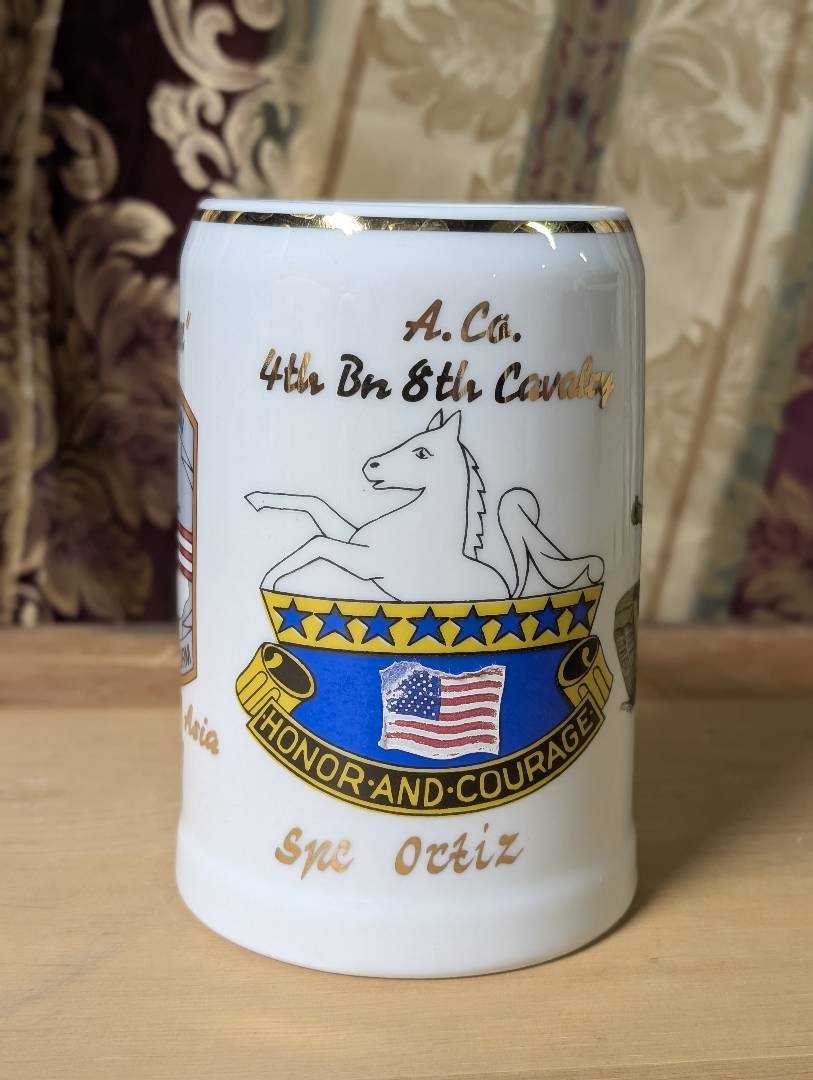 A. Co.
4th Bn 8th Cavalry
HONOR·AND·COURAGE
Asia
Spc Ortiz